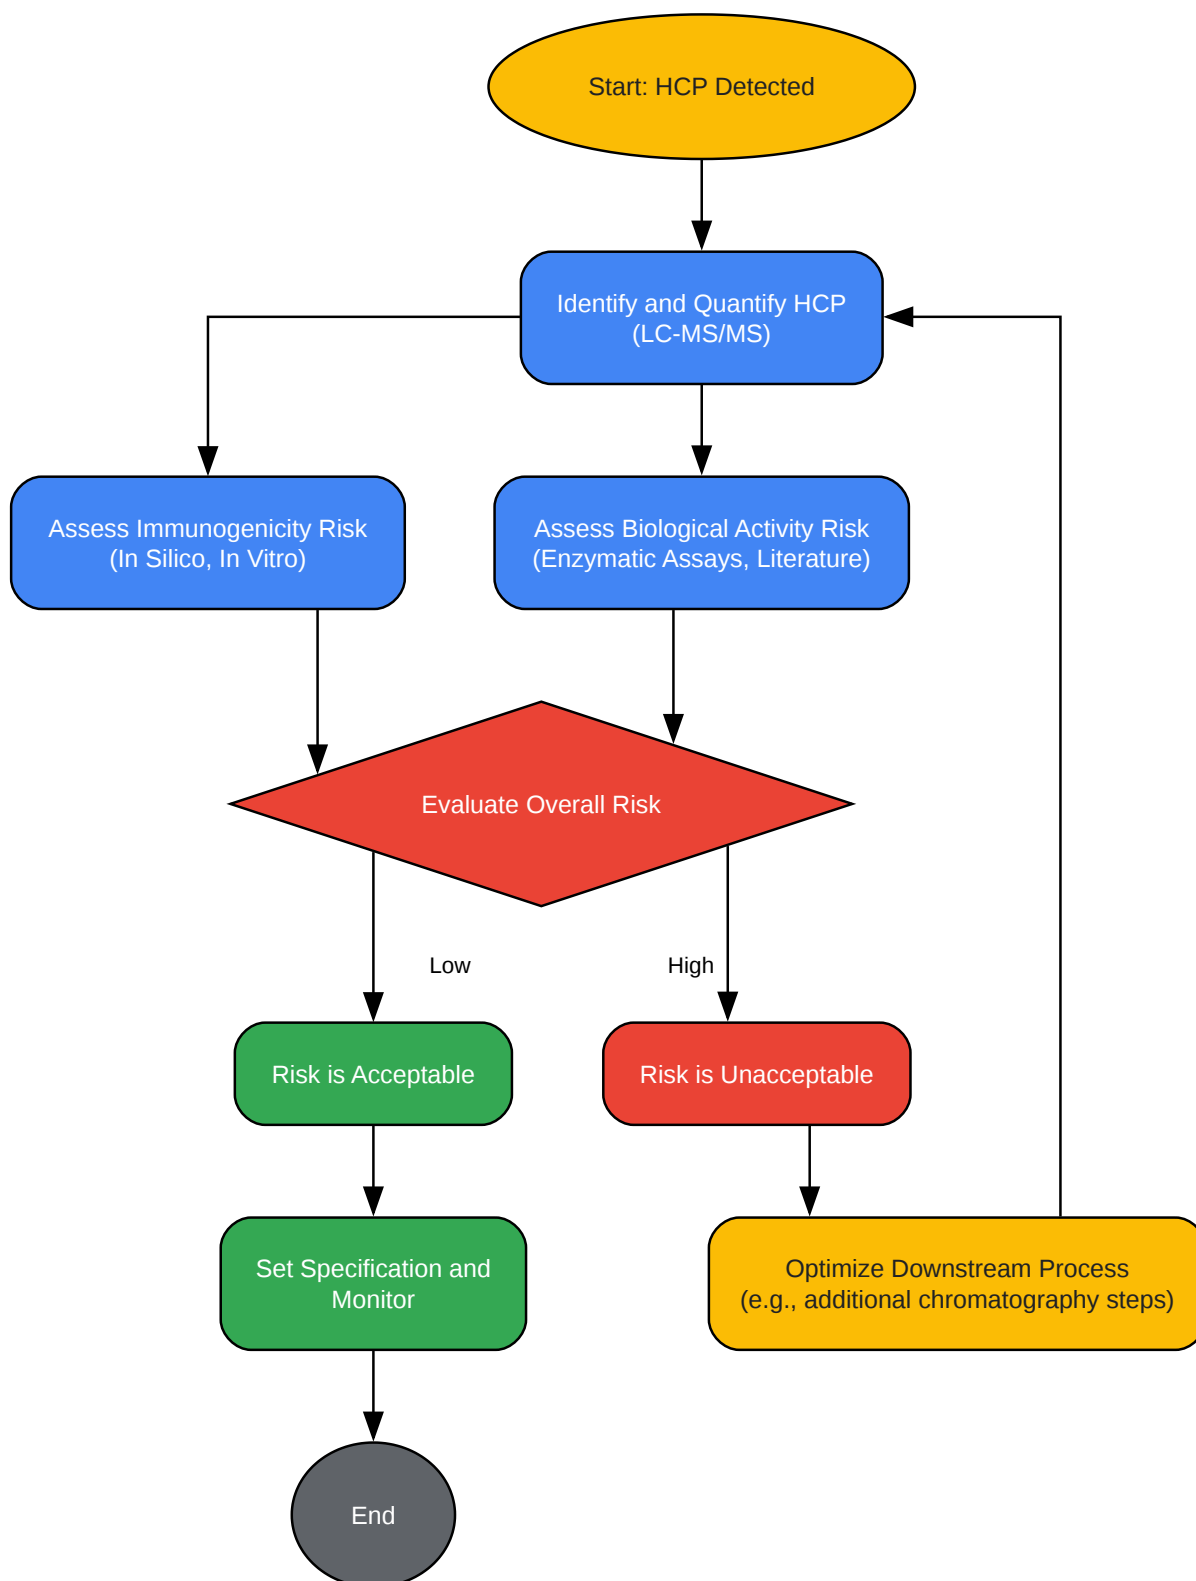 Start: HCP Detected
Identify and Quantify HCP
(LC-MS/MS)
Assess Immunogenicity Risk
(In Silico, In Vitro)
Assess Biological Activity Risk
(Enzymatic Assays, Literature)
Evaluate Overall Risk
Low
High
Risk is Acceptable
Risk is Unacceptable
Set Specification and
Monitor
Optimize Downstream Process
(e.g., additional chromatography steps)
End